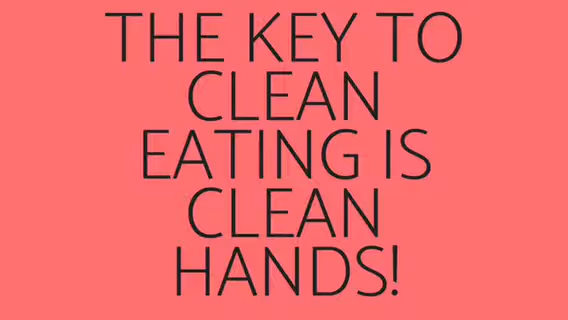 THE KEY TO
CLEAN
EATING IS
CLEAN
HANDS!